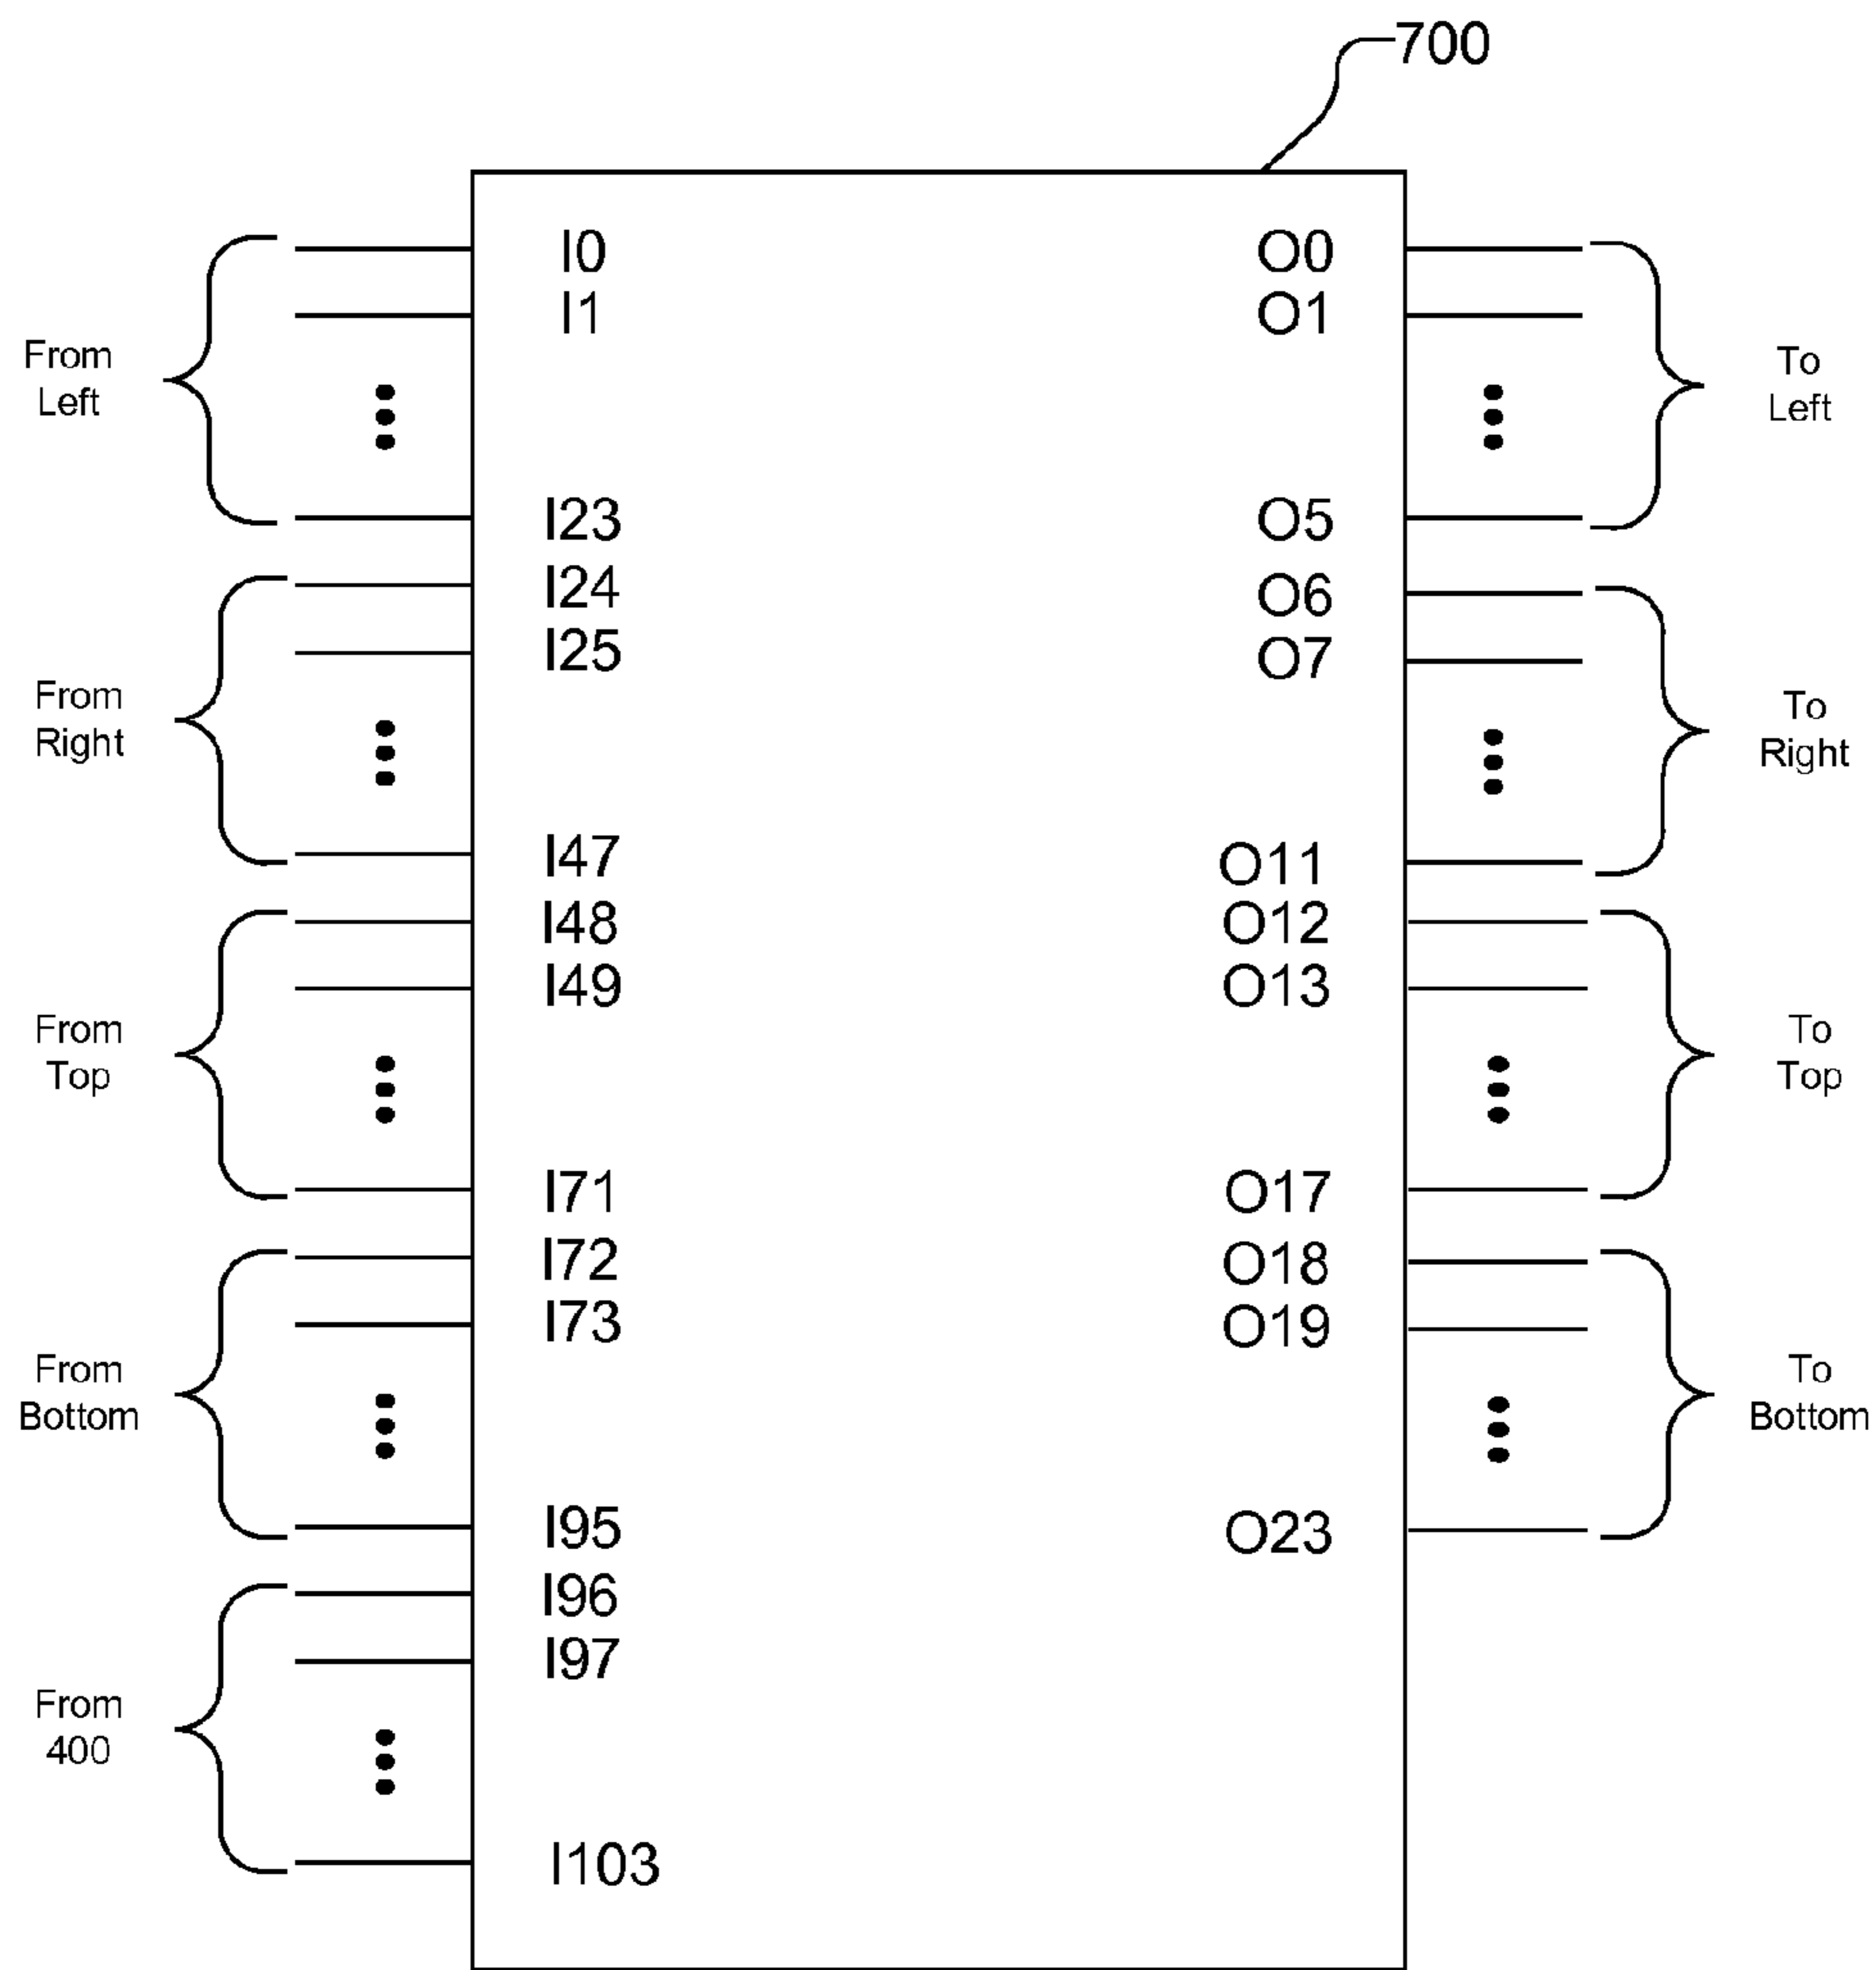 700
From
Left
From
Right
From
Top
From
Bottom
From
400
I0
I1
I23
I24
I25
I47
I48
I49
I71
I72
I73
I95
I96
I97
I103
O0
O1
O5
O6
O7
O11
O12
O13
O17
O18
O19
O23
To
Left
To
Right
To
Top
To
Bottom